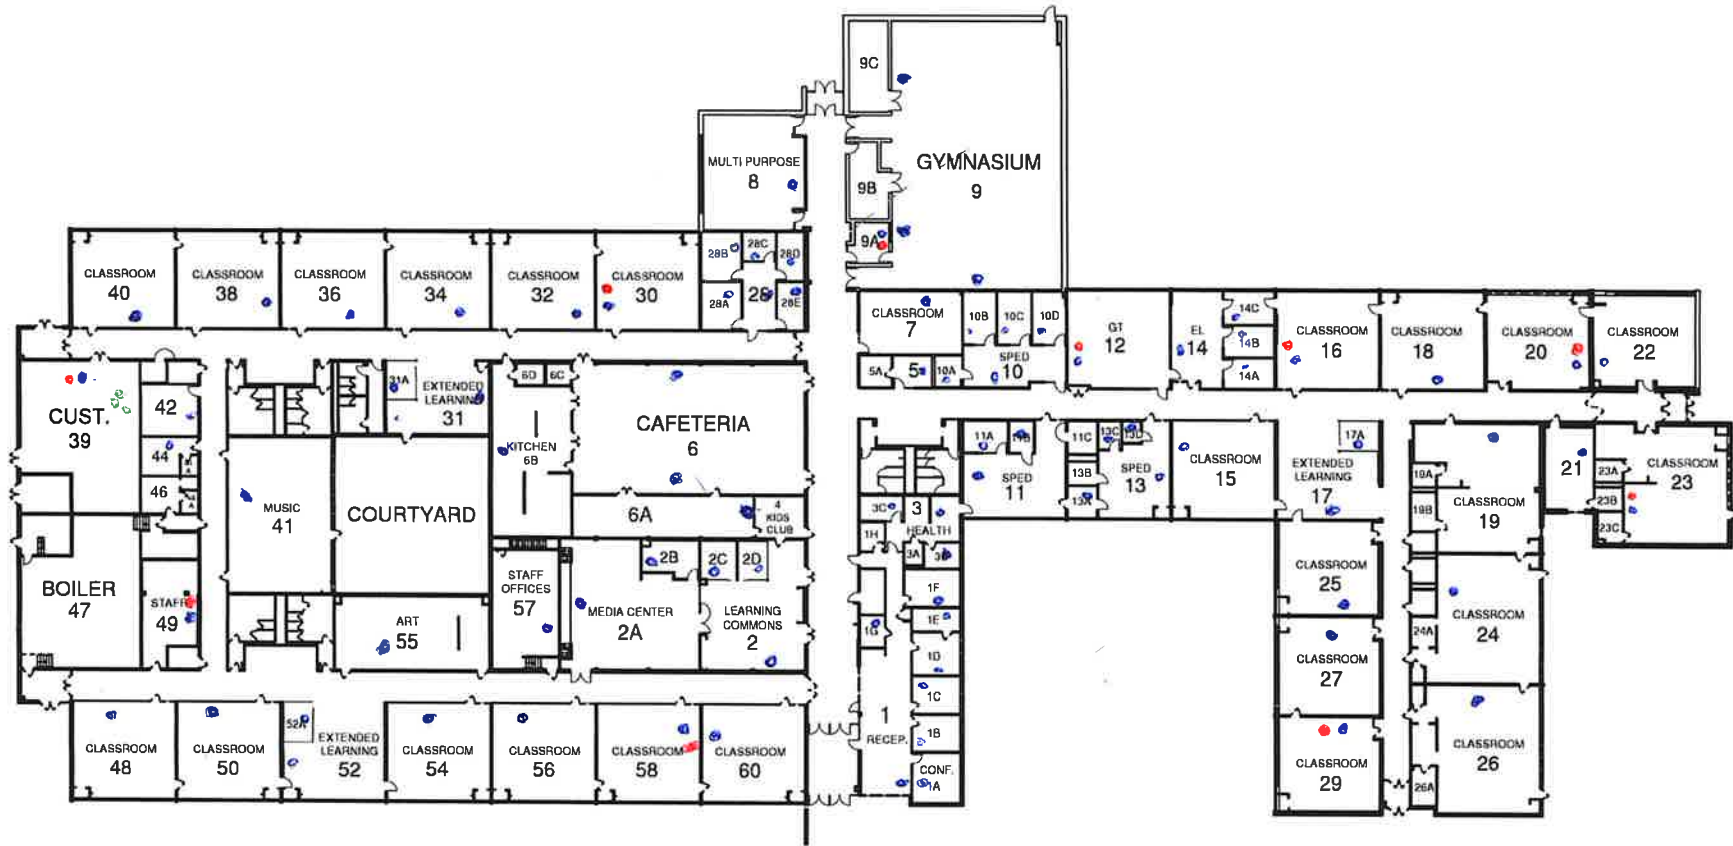 9C
GYMNASIUM
9
9B
9A
MULTI PURPOSE
8
CLASSROOM
40
CLASSROOM
38
CLASSROOM
36
CLASSROOM
34
CLASSROOM
32
CLASSROOM
30
28B
28C
28D
28A
28
28E
CLASSROOM
7
10B
10C
10D
SPED
10
5A
5
10A
GT
12
EL
14
14C
14B
14A
CLASSROOM
16
CLASSROOM
18
CLASSROOM
20
CLASSROOM
22
CUST.
39
42
44
46
31A
EXTENDED
LEARNING
31
6D
6C
KITCHEN
6B
CAFETERIA
6
6A
4
KIDS
CLUB
MUSIC
41
COURTYARD
11A
11B
SPED
11
11C
13B
13A
13C
13D
SPED
13
CLASSROOM
15
17A
EXTENDED
LEARNING
17
19A
19B
CLASSROOM
19
21
23A
23B
23C
CLASSROOM
23
3C
3
HEALTH
1H
3A
3B
BOILER
47
STAFF
49
ART
55
STAFF
OFFICES
57
MEDIA CENTER
2A
2B
2C
2D
LEARNING
COMMONS
2
1F
1E
1G
1D
1C
1B
1
RECEP.
CONF.
1A
CLASSROOM
25
CLASSROOM
27
CLASSROOM
29
CLASSROOM
24
24A
CLASSROOM
26
26A
CLASSROOM
48
CLASSROOM
50
52A
EXTENDED
LEARNING
52
CLASSROOM
54
CLASSROOM
56
CLASSROOM
58
CLASSROOM
60